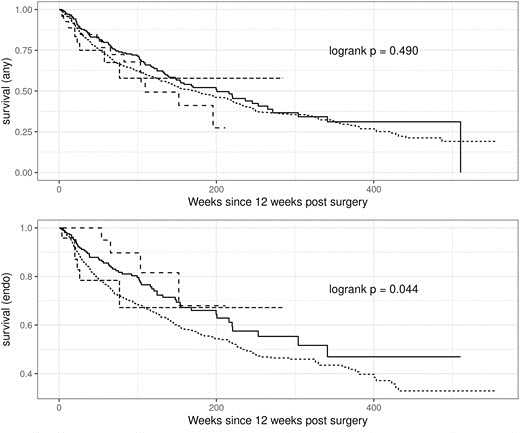 1.00
0.75
0.50
0.25
0.00
survival (any)
logrank p = 0.490
0
200
400
Weeks since 12 weeks post surgery
1.0
0.8
0.6
0.4
survival (endo)
logrank p = 0.044
0
200
400
Weeks since 12 weeks post surgery